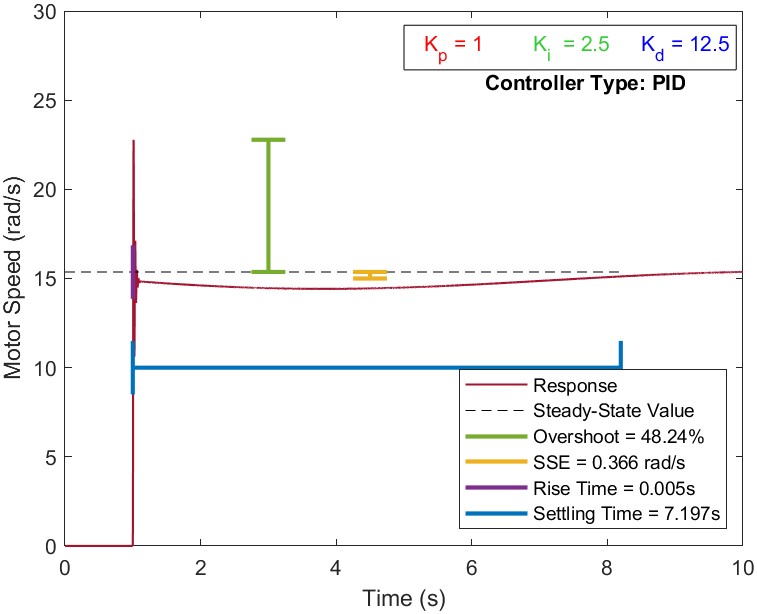 30
25
20
15
10
5
0
Motor Speed (rad/s)
Kp = 1 Ki = 2.5 Kd = 12.5
Controller Type: PID
Response
Steady-State Value
Overshoot = 48.24%
SSE = 0.366 rad/s
Rise Time = 0.005s
Settling Time = 7.197s
0 2 4 6 8 10
Time (s)